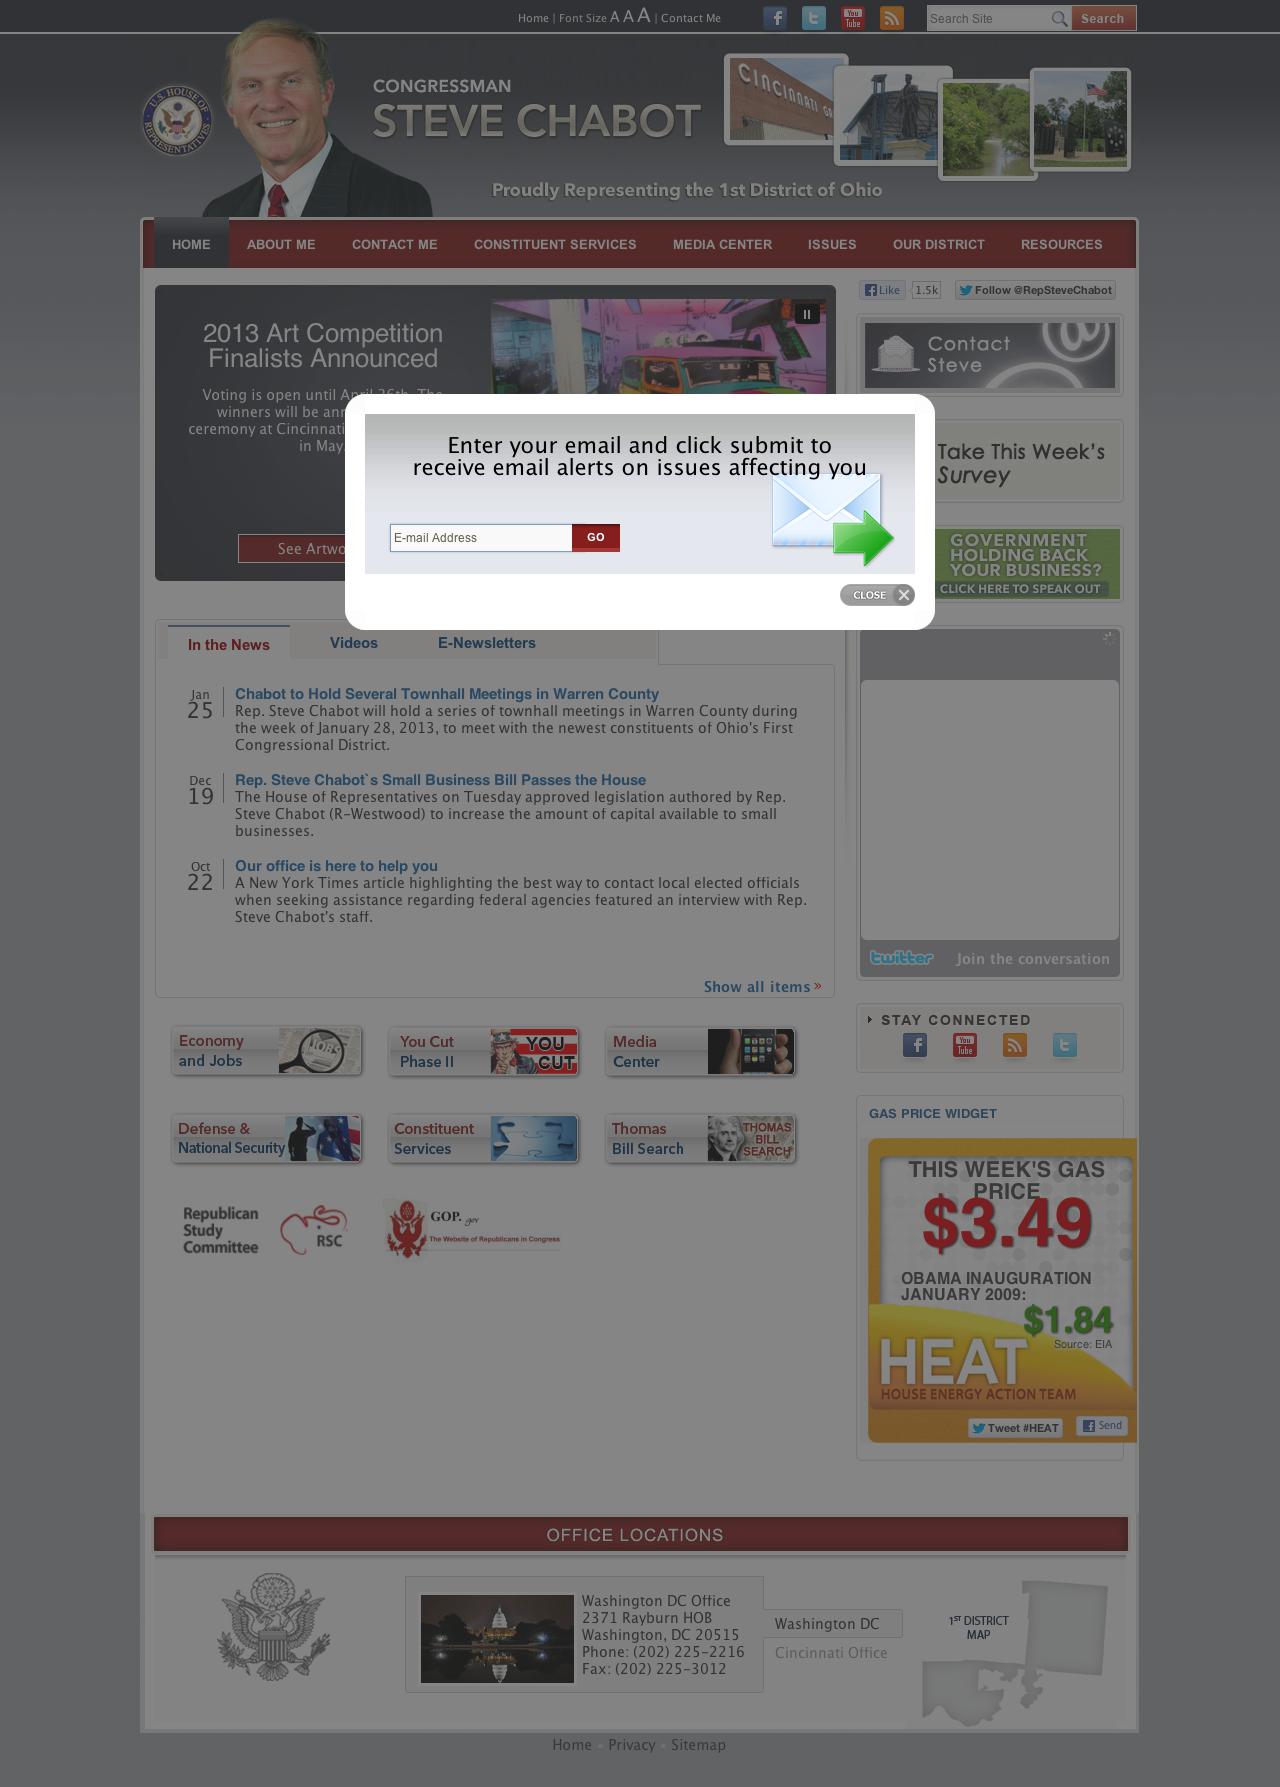 Home | Font Size A A A | Contact Me
Search Site
Search
CONGRESSMAN
STEVE CHABOT
Proudly Representing the 1st District of Ohio
U.S. HOUSE OF REPRESENTATIVES
CINCINNATI
HOME ABOUT ME CONTACT ME CONSTITUENT SERVICES MEDIA CENTER ISSUES OUR DISTRICT RESOURCES
Like 1.5k Follow @RepSteveChabot
2013 Art Competition
Finalists Announced
Voting is open until April 26th. The
winners will be
ceremony at Cincinnati
in May.
See
Contact
Steve
Take This Week's
Survey
GOVERNMENT
HOLDING BACK
YOUR BUSINESS?
CLICK HERE TO SPEAK OUT
Enter your email and click submit to
receive email alerts on issues affecting you
E-mail Address GO
CLOSE
In the News Videos E-Newsletters
Jan
25
Chabot to Hold Several Townhall Meetings in Warren County
Rep. Steve Chabot will hold a series of townhall meetings in Warren County during
the week of January 28, 2013, to meet with the newest constituents of Ohio's First
Congressional District.
Dec
19
Rep. Steve Chabot`s Small Business Bill Passes the House
The House of Representatives on Tuesday approved legislation authored by Rep.
Steve Chabot (R-Westwood) to increase the amount of capital available to small
businesses.
Oct
22
Our office is here to help you
A New York Times article highlighting the best way to contact local elected officials
when seeking assistance regarding federal agencies featured an interview with Rep.
Steve Chabot's staff.
Show all items »
twitter Join the conversation
STAY CONNECTED
You Tube
Economy
and Jobs
JOBS
You Cut
Phase II
YOU
CUT
Media
Center
Defense &
National Security
Constituent
Services
Thomas
Bill Search
THOMAS
BILL
SEARCH
Republican
Study
Committee
RSC
GOP.gov
The Website of Republicans in Congress
GAS PRICE WIDGET
THIS WEEK'S GAS
PRICE
$3.49
OBAMA INAUGURATION
JANUARY 2009:
$1.84
Source: EIA
HEAT
HOUSE ENERGY ACTION TEAM
Tweet #HEAT Send
OFFICE LOCATIONS
Washington DC Office
2371 Rayburn HOB
Washington, DC 20515
Phone: (202) 225-2216
Fax: (202) 225-3012
Washington DC
Cincinnati Office
1ST DISTRICT
MAP
Home Privacy Sitemap